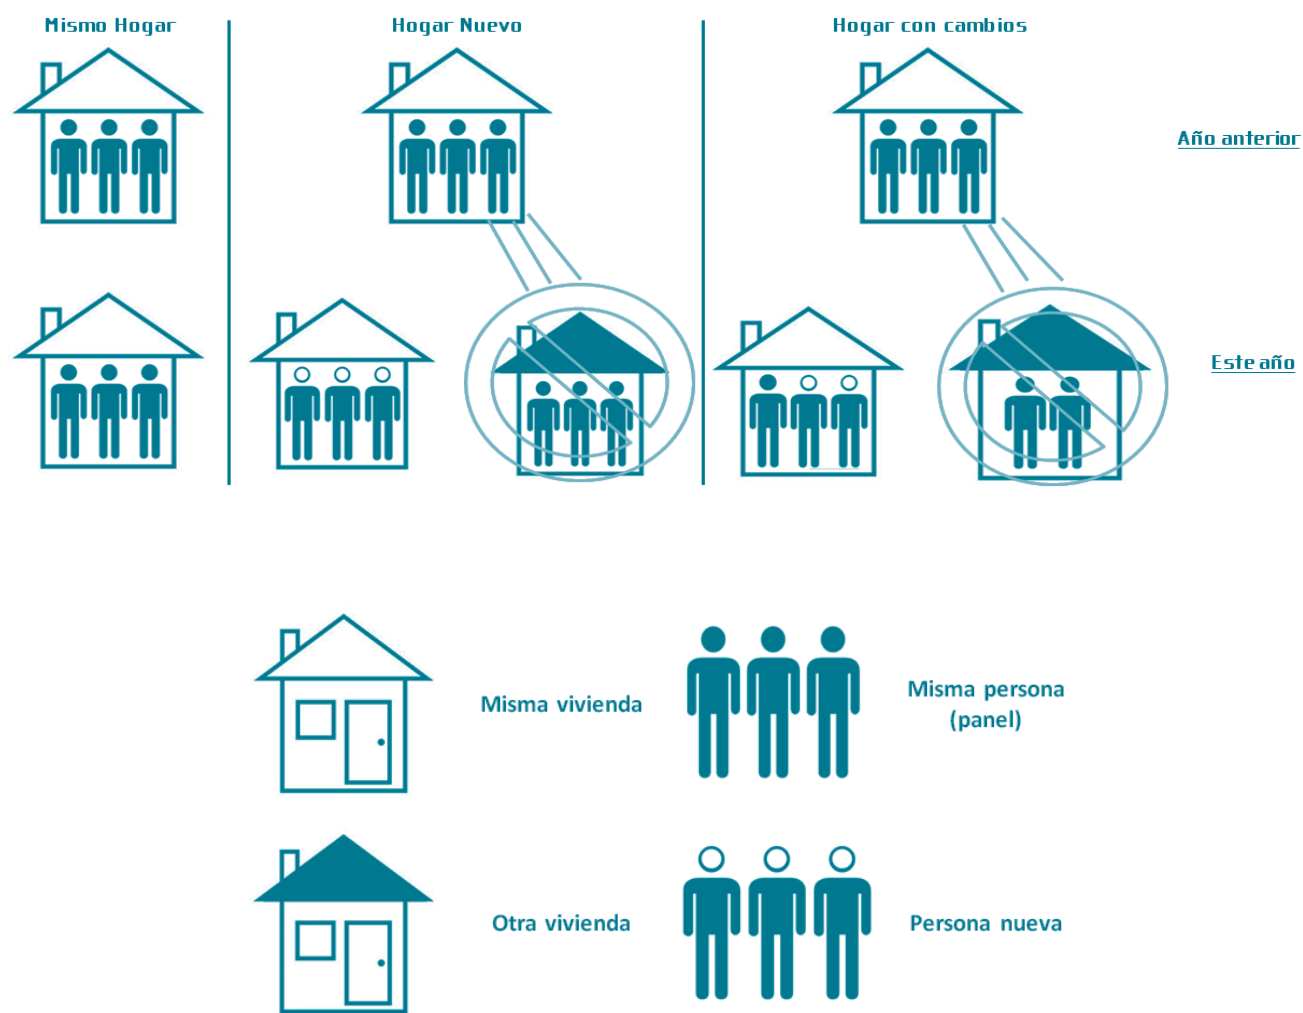 Mismo Hogar
Hogar Nuevo
Hogar con cambios
Año anterior
Este año
Misma vivienda
Misma persona
(panel)
Otra vivienda
Persona nueva